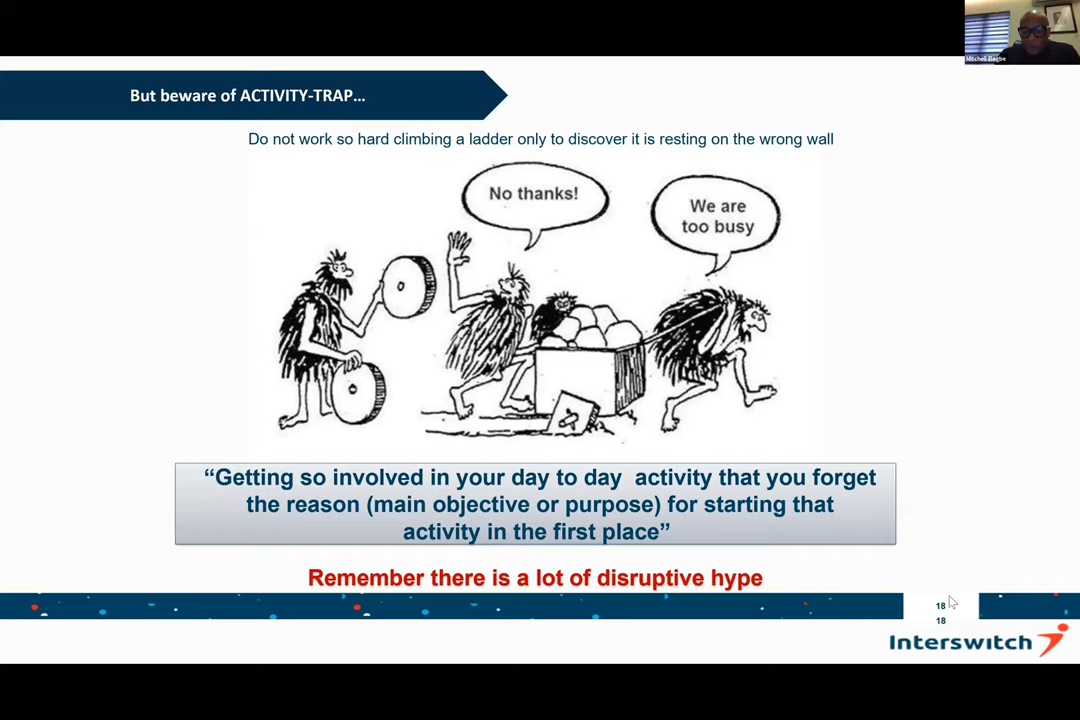 Mitchell Elegbe
But beware of ACTIVITY-TRAP...
Do not work so hard climbing a ladder only to discover it is resting on the wrong wall
No thanks!
We are
too busy
“Getting so involved in your day to day activity that you forget
the reason (main objective or purpose) for starting that
activity in the first place”
Remember there is a lot of disruptive hype
18
18
Interswitch